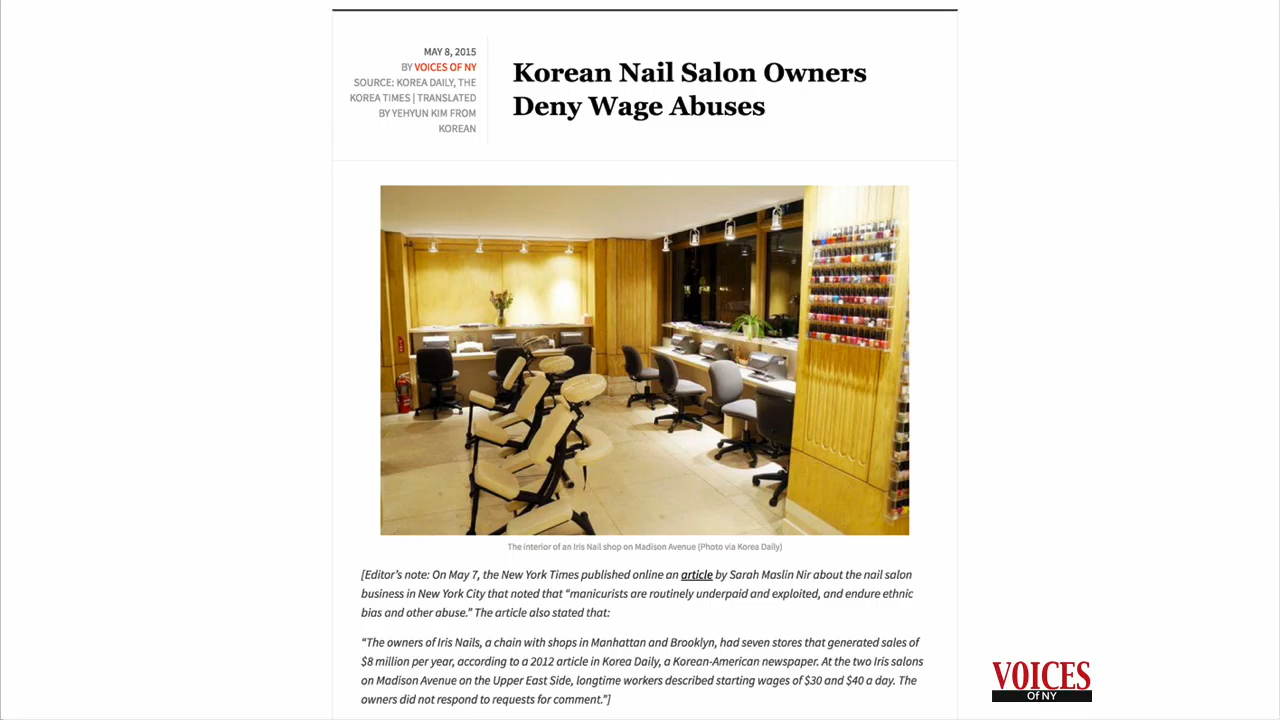 MAY 8, 2015
BY VOICES OF NY
SOURCE: KOREA DAILY, THE
KOREA TIMES | TRANSLATED
BY YEHYUN KIM FROM
KOREAN
Korean Nail Salon Owners
Deny Wage Abuses
The interior of an Iris Nail shop on Madison Avenue (Photo via Korea Daily)
[Editor's note: On May 7, the New York Times published online an article by Sarah Maslin Nir about the nail salon
business in New York City that noted that “manicurists are routinely underpaid and exploited, and endure ethnic
bias and other abuse.” The article also stated that:
“The owners of Iris Nails, a chain with shops in Manhattan and Brooklyn, had seven stores that generated sales of
$8 million per year, according to a 2012 article in Korea Daily, a Korean-American newspaper. At the two Iris salons
on Madison Avenue on the Upper East Side, longtime workers described starting wages of $30 and $40 a day. The
owners did not respond to requests for comment.”]
VOICES
OF NY